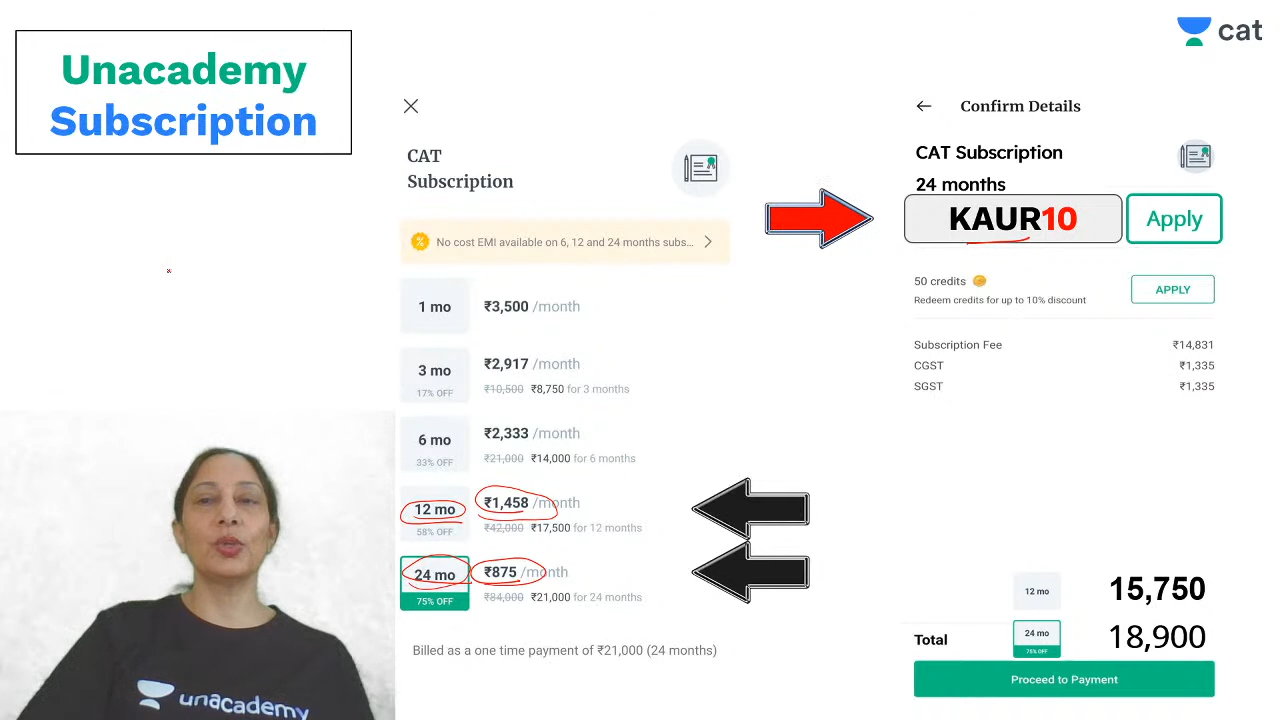 Unacademy
Subscription
cat
CAT
Subscription
No cost EMI available on 6, 12 and 24 months subs...
1 mo
₹3,500 /month
3 mo
17% OFF
₹2,917 /month
₹10,500 ₹8,750 for 3 months
6 mo
33% OFF
₹2,333 /month
₹21,000 ₹14,000 for 6 months
12 mo
58% OFF
₹1,458 /month
₹42,000 ₹17,500 for 12 months
24 mo
75% OFF
₹875 /month
₹84,000 ₹21,000 for 24 months
Billed as a one time payment of ₹21,000 (24 months)
Confirm Details
CAT Subscription
24 months
KAUR10
Apply
50 credits
Redeem credits for up to 10% discount
APPLY
Subscription Fee ₹14,831
CGST ₹1,335
SGST ₹1,335
12 mo 15,750
Total 24 mo 18,900
75% OFF
Proceed to Payment
unacademy